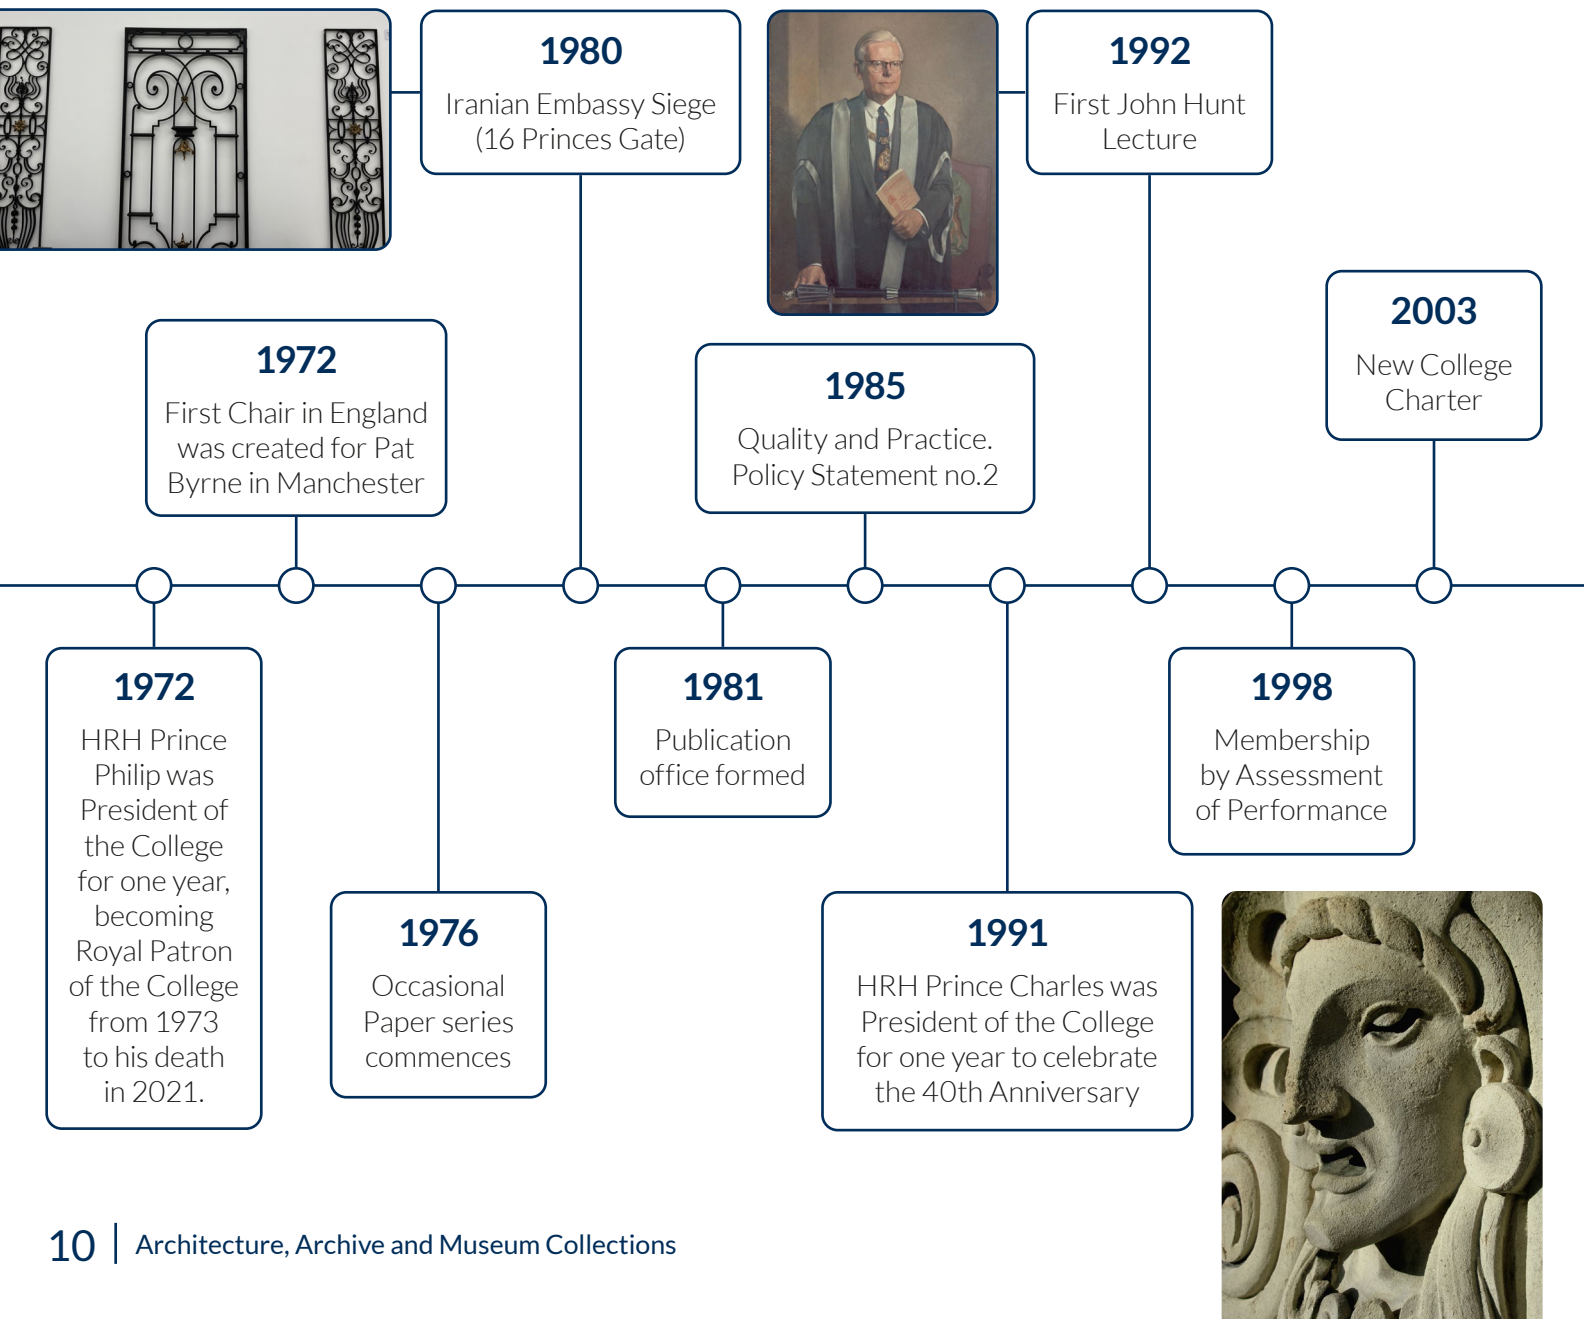 1980
Iranian Embassy Siege
(16 Princes Gate)
1992
First John Hunt
Lecture
2003
New College
Charter
1972
First Chair in England
was created for Pat
Byrne in Manchester
1985
Quality and Practice.
Policy Statement no.2
1972
HRH Prince
Philip was
President of
the College
for one year,
becoming
Royal Patron
of the College
from 1973
to his death
in 2021.
1976
Occasional
Paper series
commences
1981
Publication
office formed
1991
HRH Prince Charles was
President of the College
for one year to celebrate
the 40th Anniversary
1998
Membership
by Assessment
of Performance
10
Architecture, Archive and Museum Collections